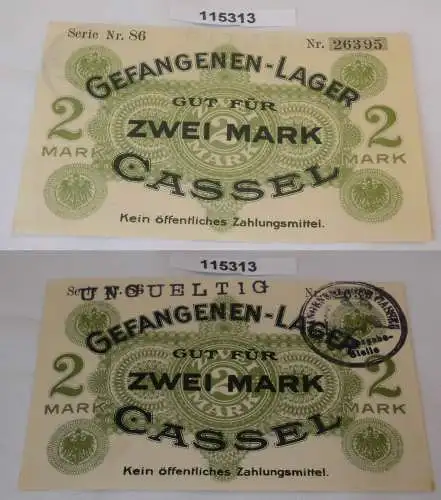 115313
Serie Nr. 86 Nr. 26395
GEFANGENEN-LAGER
GUT FÜR
2 ZWEI MARK 2
MARK MARK
CASSEL
Kein öffentliches Zahlungsmittel.
115313
UNGUELTIG
Nr.
GEFANGENEN-LAGER
GUT FÜR
2 ZWEI MARK 2
MARK MARK
CASSEL
Kein öffentliches Zahlungsmittel.